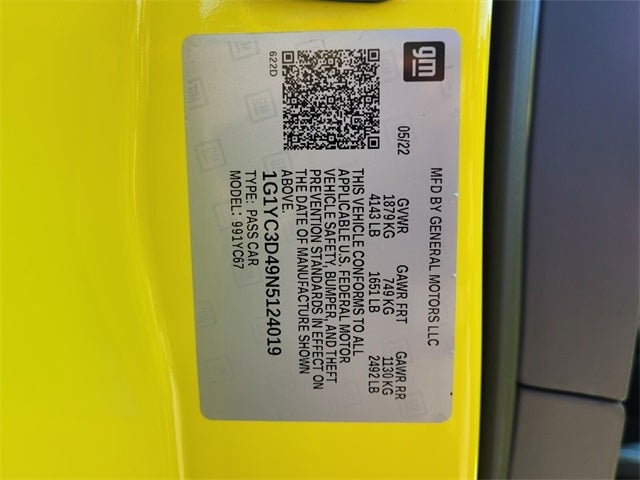 gm
MFD BY GENERAL MOTORS LLC
05/22
GVWR GAWR FRT GAWR RR
1879 KG 749 KG 1130 KG
4143 LB 1651 LB 2492 LB
THIS VEHICLE CONFORMS TO ALL
APPLICABLE U.S. FEDERAL MOTOR
VEHICLE SAFETY, BUMPER, AND THEFT
PREVENTION STANDARDS IN EFFECT ON
THE DATE OF MANUFACTURE SHOWN
ABOVE.
1G1YC3D49N5124019
622D
TYPE: PASS CAR
MODEL: 991YC67